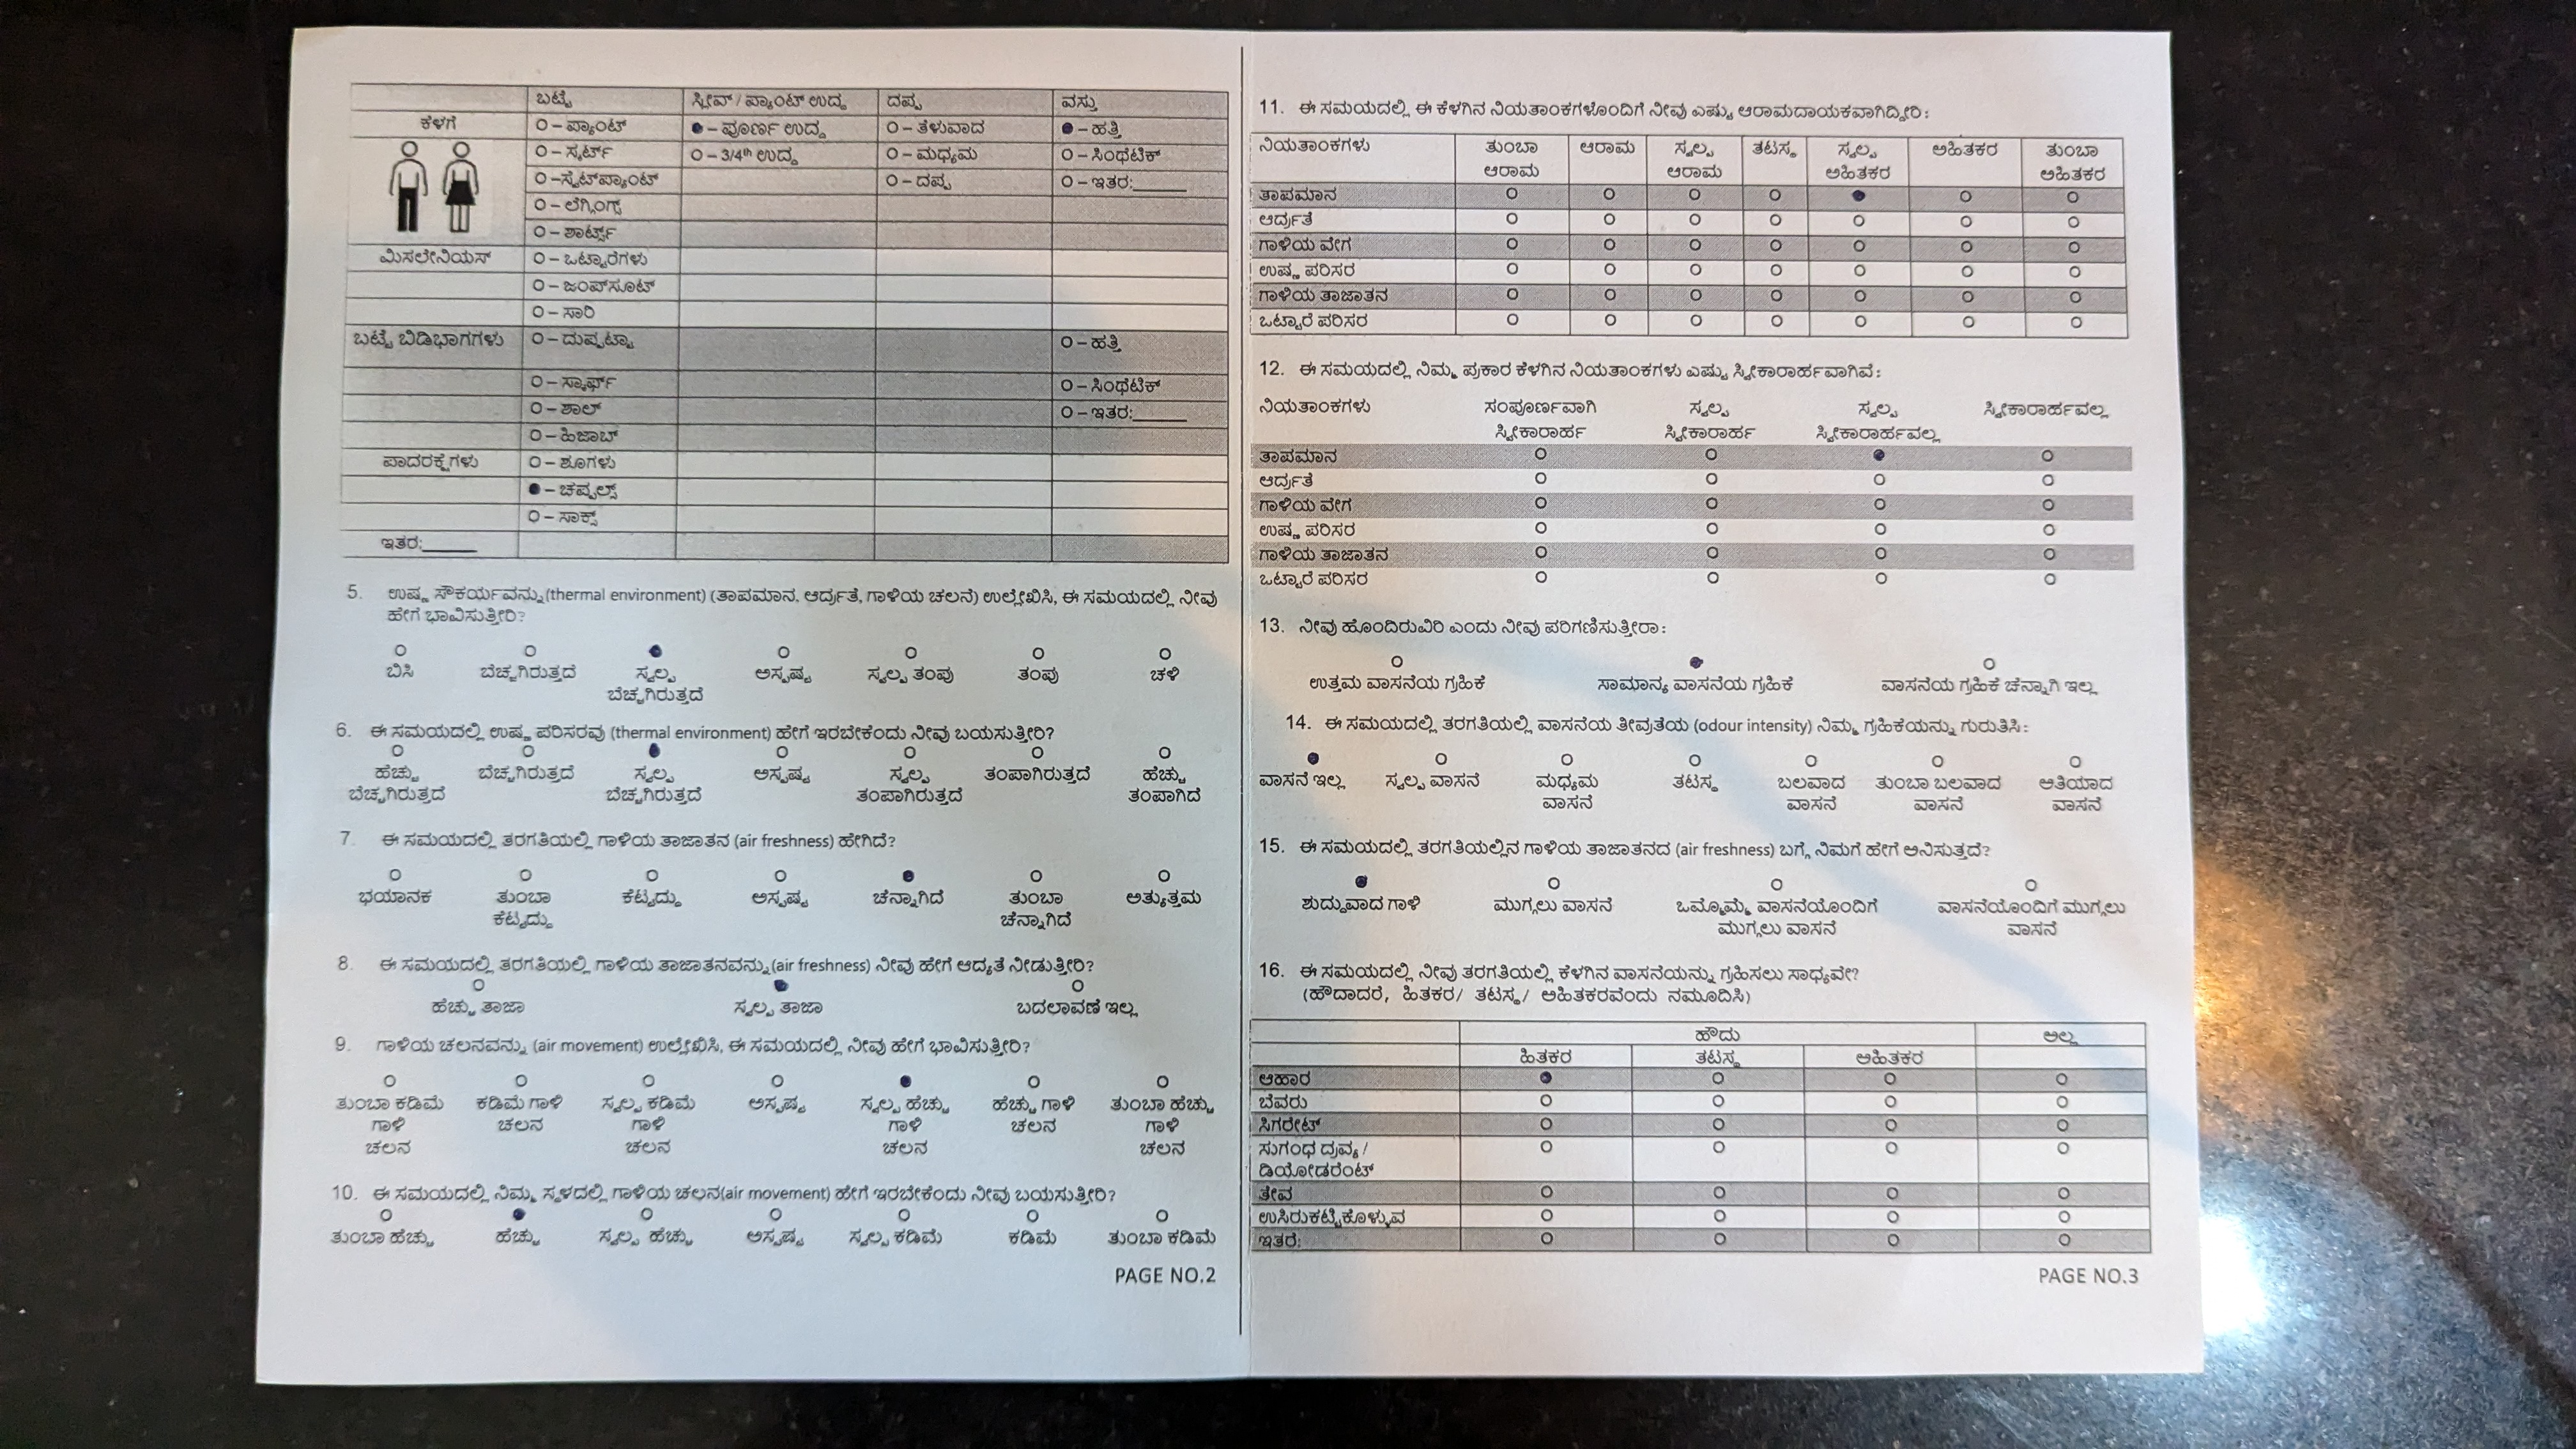 ಬಟ್ಟೆ ಸ್ಲೀವ್ / ಪ್ಯಾಂಟ್ ಉದ್ದ ದಪ್ಪ ವಸ್ತು
ಕೆಳಗೆ O – ಪ್ಯಾಂಟ್ ● – ಪೂರ್ಣ ಉದ್ದ O – ತೆಳುವಾದ ● – ಹತ್ತಿ
O – ಸ್ಕರ್ಟ್ O – 3/4th ಉದ್ದ O – ಮಧ್ಯಮ O – ಸಿಂಥೆಟಿಕ್
O – ಸ್ವೆಟ್‌ಪ್ಯಾಂಟ್ O – ದಪ್ಪ O – ಇತರ:______
O – ಲೆಗ್ಗಿಂಗ್ಸ್
O – ಶಾರ್ಟ್ಸ್
ಮಿಸಲೇನಿಯಸ್ O – ಒಟ್ಟಾರೆಗಳು
O – ಜಂಪ್‌ಸೂಟ್
O – ಸಾರಿ
ಬಟ್ಟೆ ಬಿಡಿಭಾಗಗಳು O – ದುಪ್ಪಟ್ಟಾ O – ಹತ್ತಿ
O – ಸ್ಕಾರ್ಫ್ O – ಸಿಂಥೆಟಿಕ್
O – ಶಾಲ್ O – ಇತರ:______
O – ಹಿಜಾಬ್
ಪಾದರಕ್ಷೆಗಳು O – ಶೂಗಳು
● – ಚಪ್ಪಲ್ಸ್
O – ಸಾಕ್ಸ್
ಇತರ:______
5. ಉಷ್ಣ ಸೌಕರ್ಯವನ್ನು (thermal environment) (ತಾಪಮಾನ, ಆರ್ದ್ರತೆ, ಗಾಳಿಯ ಚಲನೆ) ಉಲ್ಲೇಖಿಸಿ, ಈ ಸಮಯದಲ್ಲಿ ನೀವು
ಹೇಗೆ ಭಾವಿಸುತ್ತೀರಿ?
ಬಿಸಿ ಬೆಚ್ಚಗಿರುತ್ತದೆ ಸ್ವಲ್ಪ ಅಸ್ಪಷ್ಟ ಸ್ವಲ್ಪ ತಂಪು ತಂಪು ಚಳಿ
ಬೆಚ್ಚಗಿರುತ್ತದೆ
6. ಈ ಸಮಯದಲ್ಲಿ ಉಷ್ಣ ಪರಿಸರವು (thermal environment) ಹೇಗೆ ಇರಬೇಕೆಂದು ನೀವು ಬಯಸುತ್ತೀರಿ?
ಹೆಚ್ಚು ಬೆಚ್ಚಗಿರುತ್ತದೆ ಸ್ವಲ್ಪ ಅಸ್ಪಷ್ಟ ಸ್ವಲ್ಪ ತಂಪಾಗಿರುತ್ತದೆ ಹೆಚ್ಚು
ಬೆಚ್ಚಗಿರುತ್ತದೆ ಬೆಚ್ಚಗಿರುತ್ತದೆ ತಂಪಾಗಿರುತ್ತದೆ ತಂಪಾಗಿದೆ
7. ಈ ಸಮಯದಲ್ಲಿ ತರಗತಿಯಲ್ಲಿ ಗಾಳಿಯ ತಾಜಾತನ (air freshness) ಹೇಗಿದೆ?
ಭಯಾನಕ ತುಂಬಾ ಕೆಟ್ಟದ್ದು ಅಸ್ಪಷ್ಟ ಚೆನ್ನಾಗಿದೆ ತುಂಬಾ ಅತ್ಯುತ್ತಮ
ಕೆಟ್ಟದ್ದು ಚೆನ್ನಾಗಿದೆ
8. ಈ ಸಮಯದಲ್ಲಿ ತರಗತಿಯಲ್ಲಿ ಗಾಳಿಯ ತಾಜಾತನವನ್ನು (air freshness) ನೀವು ಹೇಗೆ ಆದ್ಯತೆ ನೀಡುತ್ತೀರಿ?
ಹೆಚ್ಚು ತಾಜಾ ಸ್ವಲ್ಪ ತಾಜಾ ಬದಲಾವಣೆ ಇಲ್ಲ
9. ಗಾಳಿಯ ಚಲನವನ್ನು (air movement) ಉಲ್ಲೇಖಿಸಿ, ಈ ಸಮಯದಲ್ಲಿ ನೀವು ಹೇಗೆ ಭಾವಿಸುತ್ತೀರಿ?
ತುಂಬಾ ಕಡಿಮೆ ಕಡಿಮೆ ಗಾಳಿ ಸ್ವಲ್ಪ ಕಡಿಮೆ ಅಸ್ಪಷ್ಟ ಸ್ವಲ್ಪ ಹೆಚ್ಚು ಹೆಚ್ಚು ಗಾಳಿ ತುಂಬಾ ಹೆಚ್ಚು
ಗಾಳಿ ಚಲನ ಗಾಳಿ ಗಾಳಿ ಚಲನ ಗಾಳಿ
ಚಲನ ಚಲನ ಚಲನ ಚಲನ
10. ಈ ಸಮಯದಲ್ಲಿ ನಿಮ್ಮ ಸ್ಥಳದಲ್ಲಿ ಗಾಳಿಯ ಚಲನ(air movement) ಹೇಗೆ ಇರಬೇಕೆಂದು ನೀವು ಬಯಸುತ್ತೀರಿ?
ತುಂಬಾ ಹೆಚ್ಚು ಹೆಚ್ಚು ಸ್ವಲ್ಪ ಹೆಚ್ಚು ಅಸ್ಪಷ್ಟ ಸ್ವಲ್ಪ ಕಡಿಮೆ ಕಡಿಮೆ ತುಂಬಾ ಕಡಿಮೆ
PAGE NO.2
11. ಈ ಸಮಯದಲ್ಲಿ ಈ ಕೆಳಗಿನ ನಿಯತಾಂಕಗಳೊಂದಿಗೆ ನೀವು ಎಷ್ಟು ಆರಾಮದಾಯಕವಾಗಿದ್ದೀರಿ:
ನಿಯತಾಂಕಗಳು ತುಂಬಾ ಆರಾಮ ಸ್ವಲ್ಪ ತಟಸ್ಥ ಸ್ವಲ್ಪ ಅಹಿತಕರ ತುಂಬಾ
ಆರಾಮ ಆರಾಮ ಅಹಿತಕರ ಅಹಿತಕರ
ತಾಪಮಾನ
ಆರ್ದ್ರತೆ
ಗಾಳಿಯ ವೇಗ
ಉಷ್ಣ ಪರಿಸರ
ಗಾಳಿಯ ತಾಜಾತನ
ಒಟ್ಟಾರೆ ಪರಿಸರ
12. ಈ ಸಮಯದಲ್ಲಿ ನಿಮ್ಮ ಪ್ರಕಾರ ಕೆಳಗಿನ ನಿಯತಾಂಕಗಳು ಎಷ್ಟು ಸ್ವೀಕಾರಾರ್ಹವಾಗಿವೆ:
ನಿಯತಾಂಕಗಳು ಸಂಪೂರ್ಣವಾಗಿ ಸ್ವಲ್ಪ ಸ್ವಲ್ಪ ಸ್ವೀಕಾರಾರ್ಹವಲ್ಲ
ಸ್ವೀಕಾರಾರ್ಹ ಸ್ವೀಕಾರಾರ್ಹ ಸ್ವೀಕಾರಾರ್ಹವಲ್ಲ
ತಾಪಮಾನ
ಆರ್ದ್ರತೆ
ಗಾಳಿಯ ವೇಗ
ಉಷ್ಣ ಪರಿಸರ
ಗಾಳಿಯ ತಾಜಾತನ
ಒಟ್ಟಾರೆ ಪರಿಸರ
13. ನೀವು ಹೊಂದಿರುವಿರಿ ಎಂದು ನೀವು ಪರಿಗಣಿಸುತ್ತೀರಾ:
ಉತ್ತಮ ವಾಸನೆಯ ಗ್ರಹಿಕೆ ಸಾಮಾನ್ಯ ವಾಸನೆಯ ಗ್ರಹಿಕೆ ವಾಸನೆಯ ಗ್ರಹಿಕೆ ಚೆನ್ನಾಗಿ ಇಲ್ಲ
14. ಈ ಸಮಯದಲ್ಲಿ ತರಗತಿಯಲ್ಲಿ ವಾಸನೆಯ ತೀವ್ರತೆಯ (odour intensity) ನಿಮ್ಮ ಗ್ರಹಿಕೆಯನ್ನು ಗುರುತಿಸಿ:
ವಾಸನೆ ಇಲ್ಲ ಸ್ವಲ್ಪ ವಾಸನೆ ಮಧ್ಯಮ ತಟಸ್ಥ ಬಲವಾದ ತುಂಬಾ ಬಲವಾದ ಅತಿಯಾದ
ವಾಸನೆ ವಾಸನೆ ವಾಸನೆ ವಾಸನೆ
15. ಈ ಸಮಯದಲ್ಲಿ ತರಗತಿಯಲ್ಲಿನ ಗಾಳಿಯ ತಾಜಾತನದ (air freshness) ಬಗ್ಗೆ ನಿಮಗೆ ಹೇಗೆ ಅನಿಸುತ್ತದೆ?
ಶುದ್ಧುವಾದ ಗಾಳಿ ಮುಗ್ಗಲು ವಾಸನೆ ಒಮ್ಮೊಮ್ಮೆ ವಾಸನೆಯೊಂದಿಗೆ ವಾಸನೆಯೊಂದಿಗೆ ಮುಗ್ಗಲು
ಮುಗ್ಗಲು ವಾಸನೆ ವಾಸನೆ
16. ಈ ಸಮಯದಲ್ಲಿ ನೀವು ತರಗತಿಯಲ್ಲಿ ಕೆಳಗಿನ ವಾಸನೆಯನ್ನು ಗ್ರಹಿಸಲು ಸಾಧ್ಯವೇ?
(ಹೌದಾದರೆ, ಹಿತಕರ/ ತಟಸ್ಥ/ ಅಹಿತಕರವೆಂದು ನಮೂದಿಸಿ)
ಹೌದು ಅಲ್ಲ
ಹಿತಕರ ತಟಸ್ಥ ಅಹಿತಕರ
ಆಹಾರ
ಬೆವರು
ಸಿಗರೇಟ್
ಸುಗಂಧ ದ್ರವ್ಯ /
ಡಿಯೋಡರೆಂಟ್
ತೇವ
ಉಸಿರುಕಟ್ಟಿಕೊಳ್ಳುವ
ಇತರೆ:
PAGE NO.3